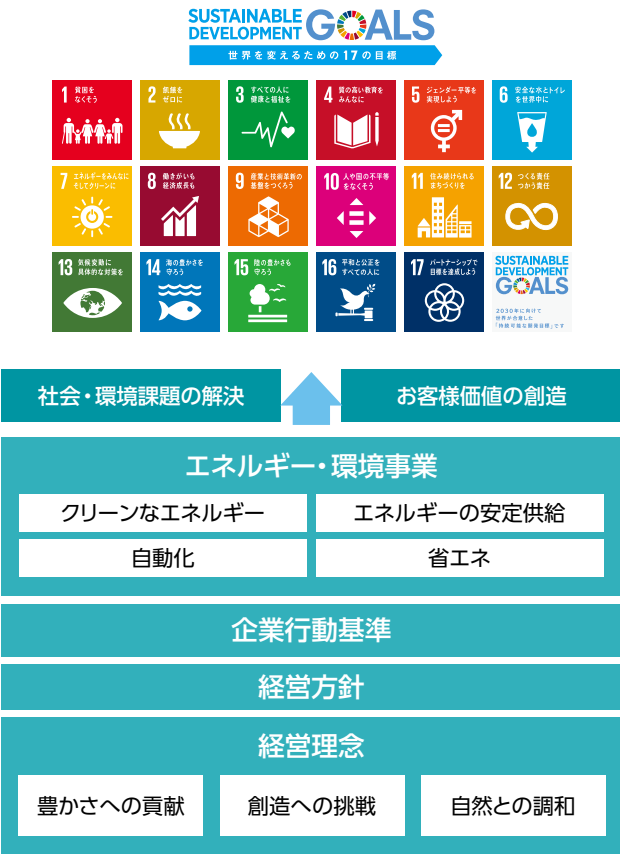 SUSTAINABLE
DEVELOPMENT
GOALS
世界を変えるための17の目標
1 貧困を
なくそう
2 飢餓を
ゼロに
3 すべての人に
健康と福祉を
4 質の高い教育を
みんなに
5 ジェンダー平等を
実現しよう
6 安全な水とトイレ
を世界中に
7 エネルギーをみんなに
そしてクリーンに
8 働きがいも
経済成長も
9 産業と技術革新の
基盤をつくろう
10 人や国の不平等
をなくそう
11 住み続けられる
まちづくりを
12 つくる責任
つかう責任
13 気候変動に
具体的な対策を
14 海の豊かさを
守ろう
15 陸の豊かさも
守ろう
16 平和と公正を
すべての人に
17 パートナーシップで
目標を達成しよう
SUSTAINABLE
DEVELOPMENT
GOALS
2030年に向けて
世界が合意した
「持続可能な開発目標」です
社会・環境課題の解決
お客様価値の創造
エネルギー・環境事業
クリーンなエネルギー
エネルギーの安定供給
自動化
省エネ
企業行動基準
経営方針
経営理念
豊かさへの貢献
創造への挑戦
自然との調和